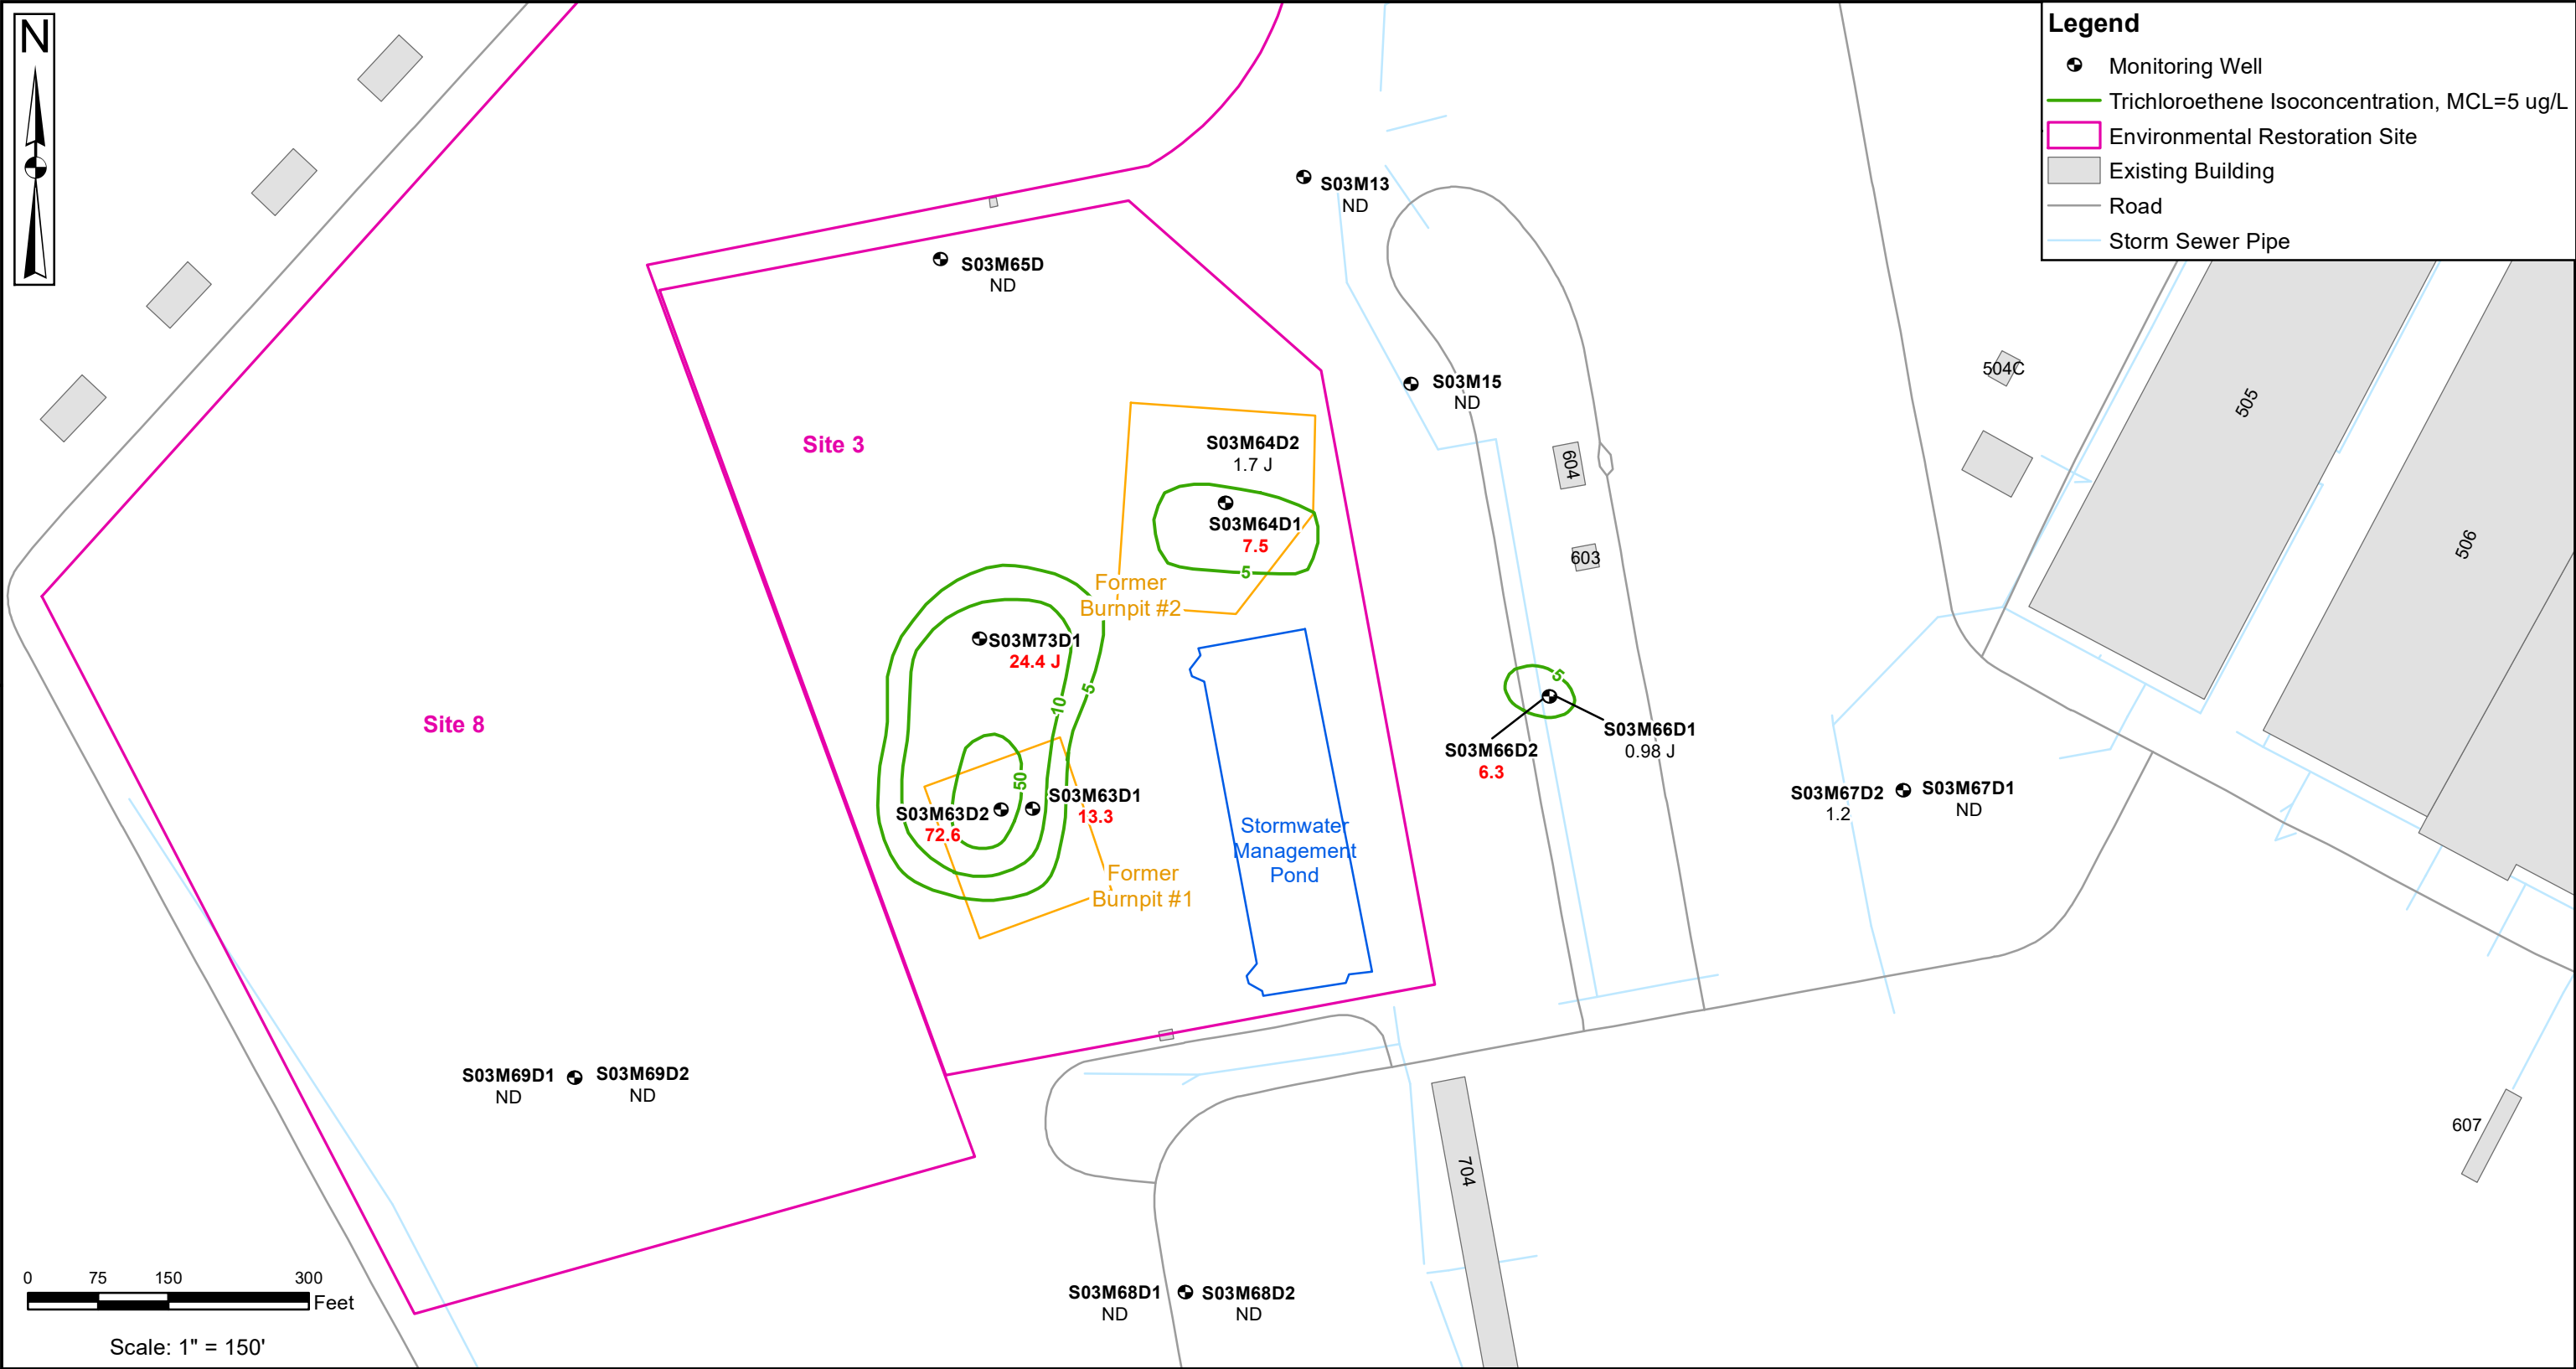 N
Legend
Monitoring Well
Trichloroethene Isoconcentration, MCL=5 ug/L
Environmental Restoration Site
Existing Building
Road
Storm Sewer Pipe
S03M13
ND
S03M65D
ND
S03M15
ND
504C
505
506
Site 3
S03M64D2
1.7 J
604
S03M64D1
7.5
5
603
Former
Burnpit #2
S03M73D1
24.4 J
10
5
5
Site 8
S03M66D1
0.98 J
S03M66D2
6.3
50
S03M63D1
13.3
S03M63D2
72.6
S03M67D2
1.2
S03M67D1
ND
Stormwater
Management
Pond
Former
Burnpit #1
S03M69D1
ND
S03M69D2
ND
607
704
S03M68D1
ND
S03M68D2
ND
0 75 150 300
Feet
Scale: 1" = 150'